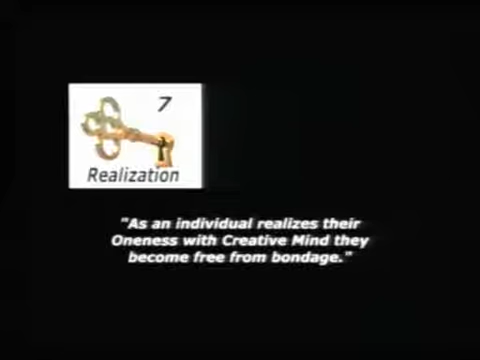 7
Realization
"As an individual realizes their
Oneness with Creative Mind they
become free from bondage."